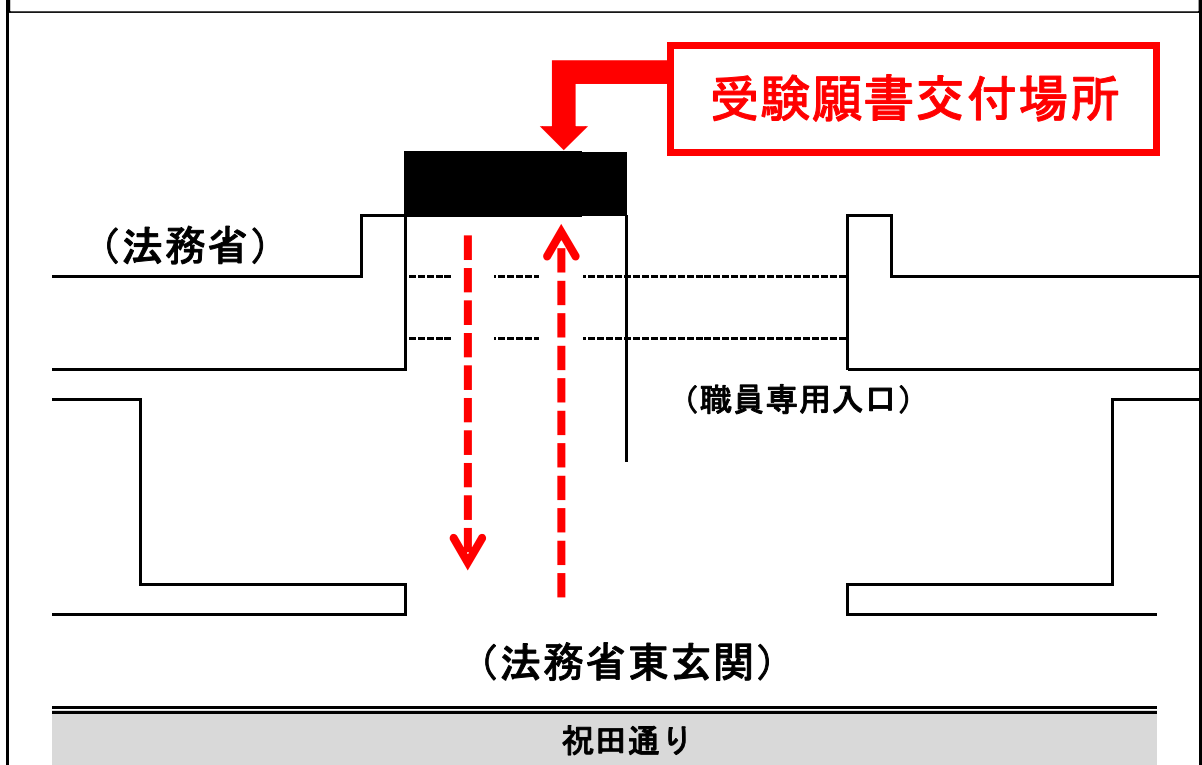 受験願書交付場所
（法務省）
（職員専用入口）
（法務省東玄関）
祝田通り